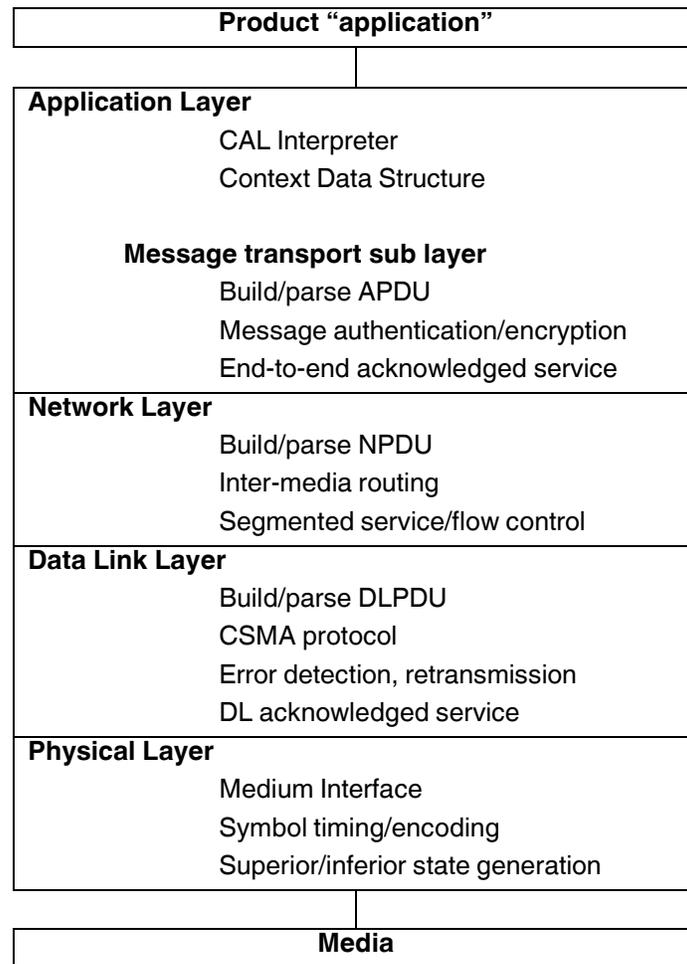 Product “application”
Application Layer
CAL Interpreter
Context Data Structure
Message transport sub layer
Build/parse APDU
Message authentication/encryption
End-to-end acknowledged service
Network Layer
Build/parse NPDU
Inter-media routing
Segmented service/flow control
Data Link Layer
Build/parse DLPDU
CSMA protocol
Error detection, retransmission
DL acknowledged service
Physical Layer
Medium Interface
Symbol timing/encoding
Superior/inferior state generation
Media